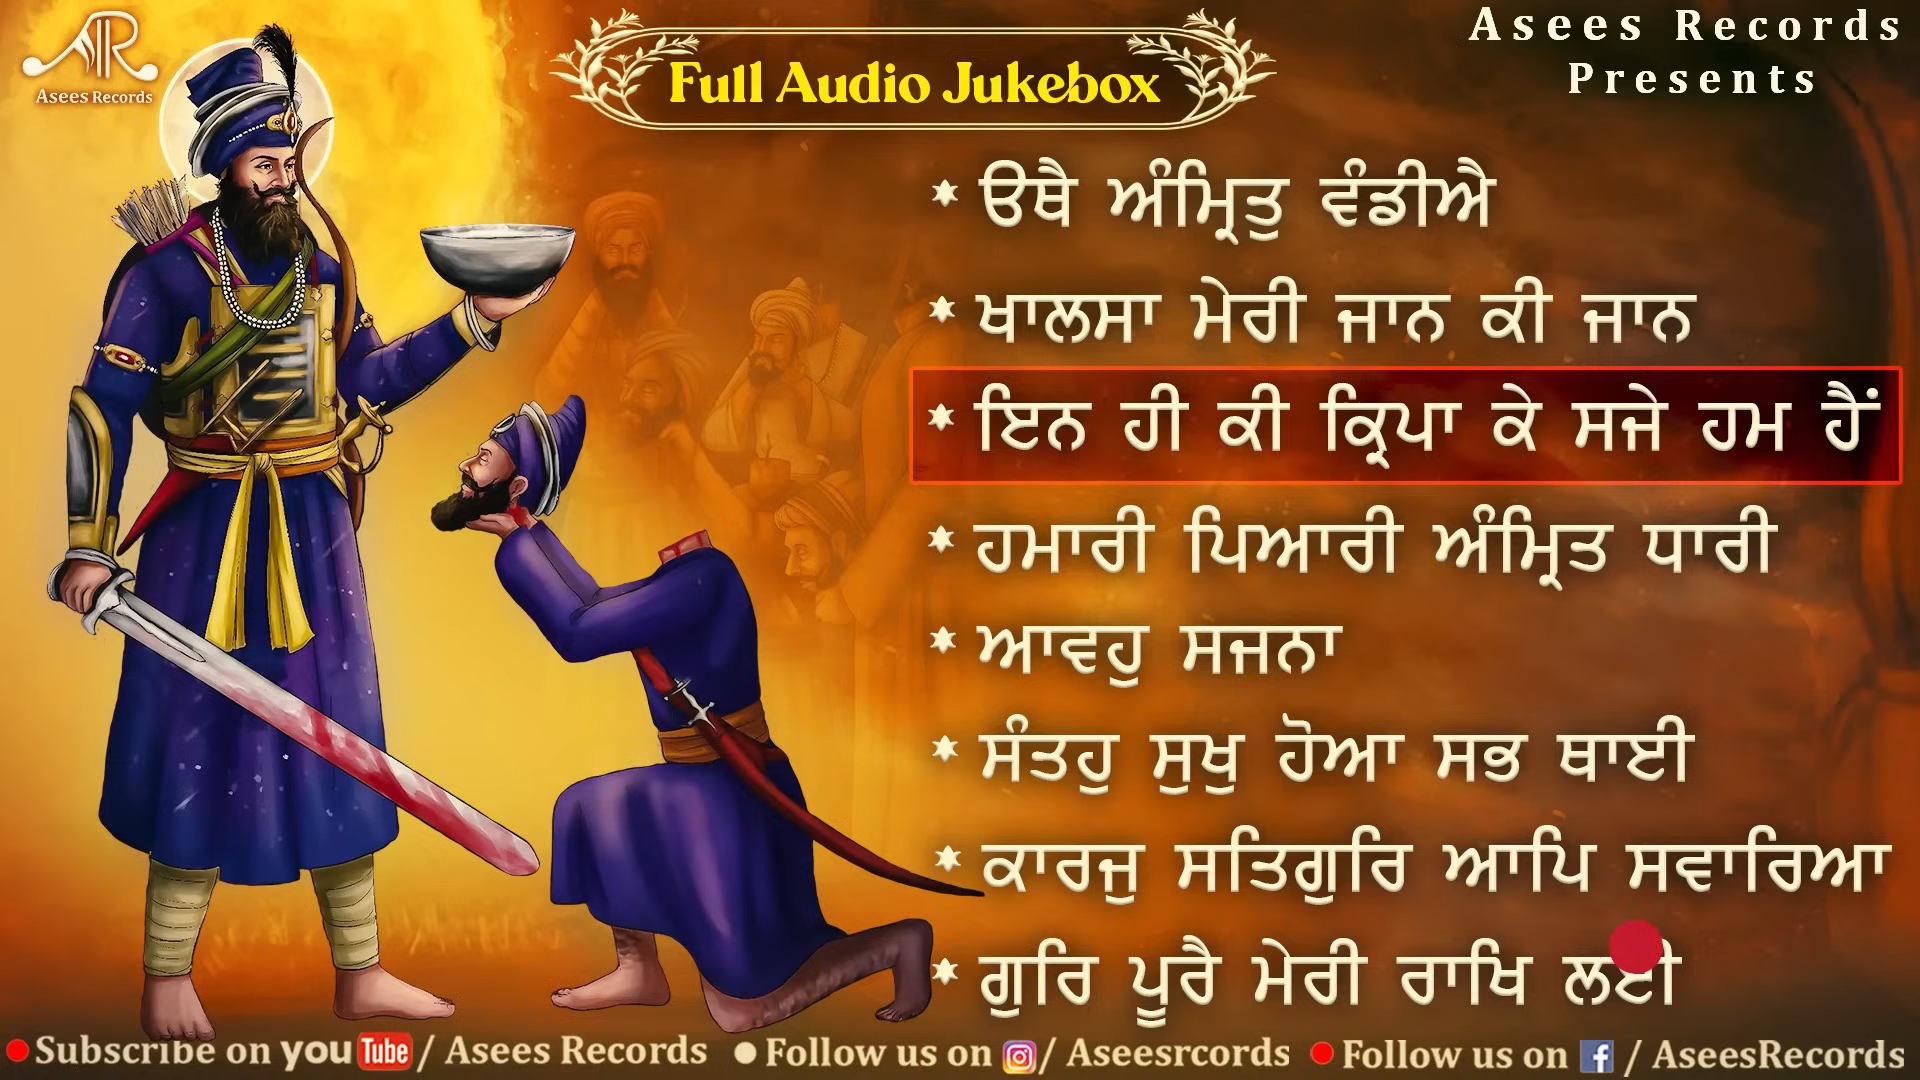 Asees Records
Full Audio Jukebox
Asees Records
Presents
* ੳਥੈ ਅੰਮ੍ਰਿਤੁ ਵੰਡੀਐ
* ਖਾਲਸਾ ਮੇਰੀ ਜਾਨ ਕੀ ਜਾਨ
* ਇਨ ਹੀ ਕੀ ਕ੍ਰਿਪਾ ਕੇ ਸਜੇ ਹਮ ਹੈਂ
* ਹਮਾਰੀ ਪਿਆਰੀ ਅੰਮ੍ਰਿਤ ਧਾਰੀ
* ਆਵਹੁ ਸਜਨਾ
* ਸੰਤਹੁ ਸੁਖੁ ਹੋਆ ਸਭ ਥਾਈ
* ਕਾਰਜੁ ਸਤਿਗੁਰਿ ਆਪਿ ਸਵਾਰਿਆ
* ਗੁਰਿ ਪੂਰੈ ਮੇਰੀ ਰਾਖਿ ਲਈ
Subscribe on YOU Tube / Asees Records Follow us on / Aseesrcords Follow us on f / AseesRecords